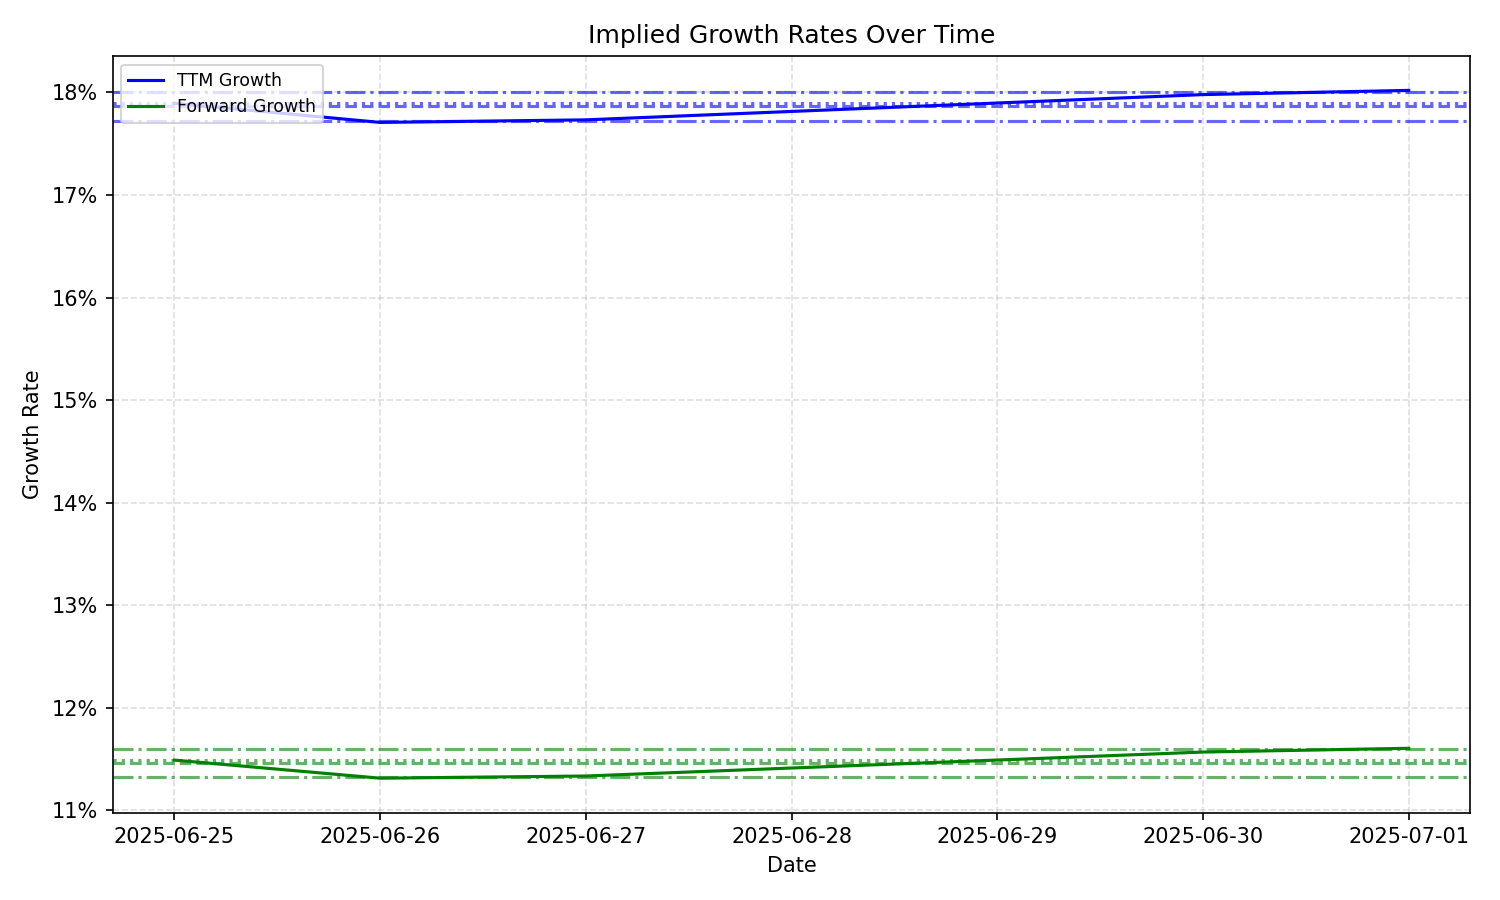 Implied Growth Rates Over Time
TTM Growth
Forward Growth
18%
17%
16%
15%
14%
13%
12%
11%
Growth Rate
2025-06-25 2025-06-26 2025-06-27 2025-06-28 2025-06-29 2025-06-30 2025-07-01
Date